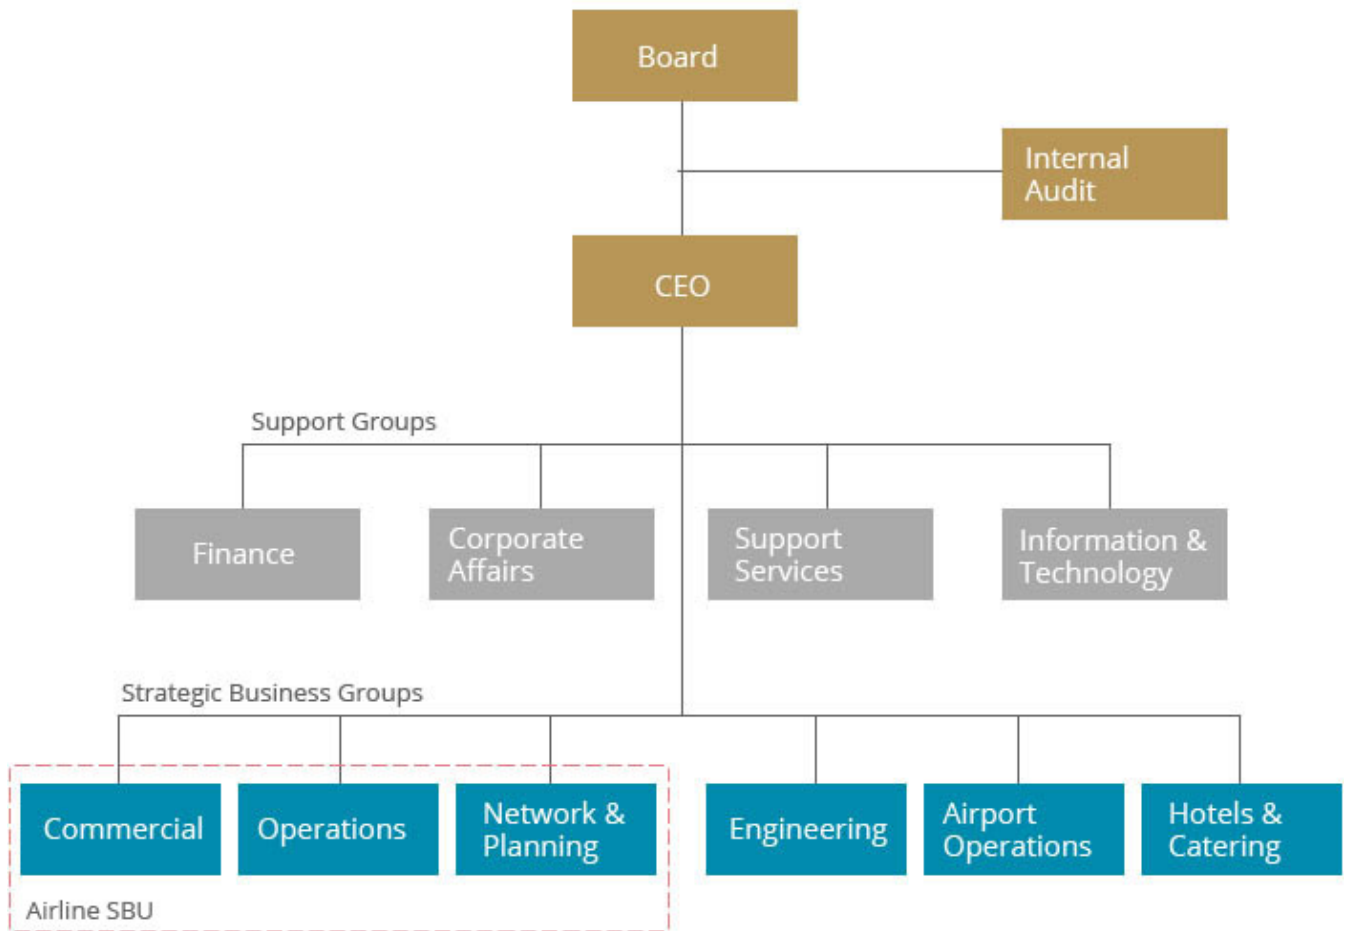 Board
Internal
Audit
CEO
Support Groups
Finance
Corporate
Affairs
Support
Services
Information &
Technology
Strategic Business Groups
Commercial
Operations
Network &
Planning
Engineering
Airport
Operations
Hotels &
Catering
Airline SBU